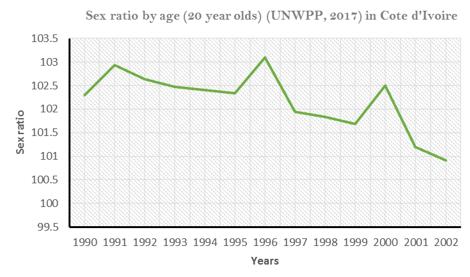 Sex ratio by age (20 year olds) (UNWPP, 2017) in Cote d'Ivoire
103.5
103
102.5
102
101.5
101
100.5
100
99.5
Sex ratio
1990 1991 1992 1993 1994 1995 1996 1997 1998 1999 2000 2001 2002
Years